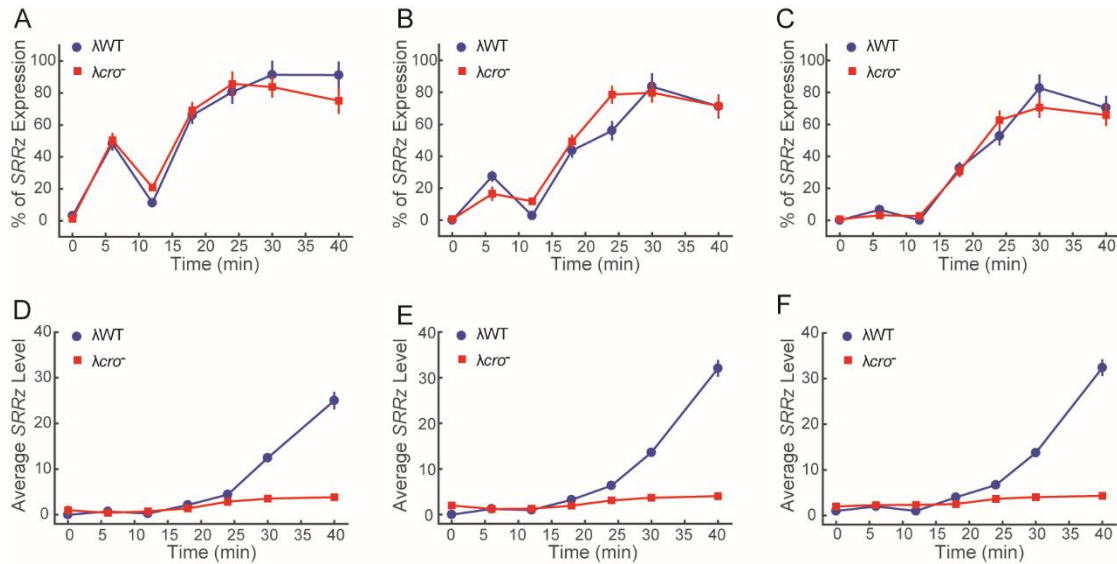 A
λWT
λcro-
% of SRRz Expression
100
80
60
40
20
0
0 5 10 15 20 25 30 35 40
Time (min)
B
λWT
λcro-
% of SRRz Expression
100
80
60
40
20
0
0 5 10 15 20 25 30 35 40
Time (min)
C
λWT
λcro-
% of SRRz Expression
100
80
60
40
20
0
0 5 10 15 20 25 30 35 40
Time (min)
D
λWT
λcro-
Average SRRz Level
40
30
20
10
0
0 5 10 15 20 25 30 35 40
Time (min)
E
λWT
λcro-
Average SRRz Level
40
30
20
10
0
0 5 10 15 20 25 30 35 40
Time (min)
F
λWT
λcro-
Average SRRz Level
40
30
20
10
0
0 5 10 15 20 25 30 35 40
Time (min)